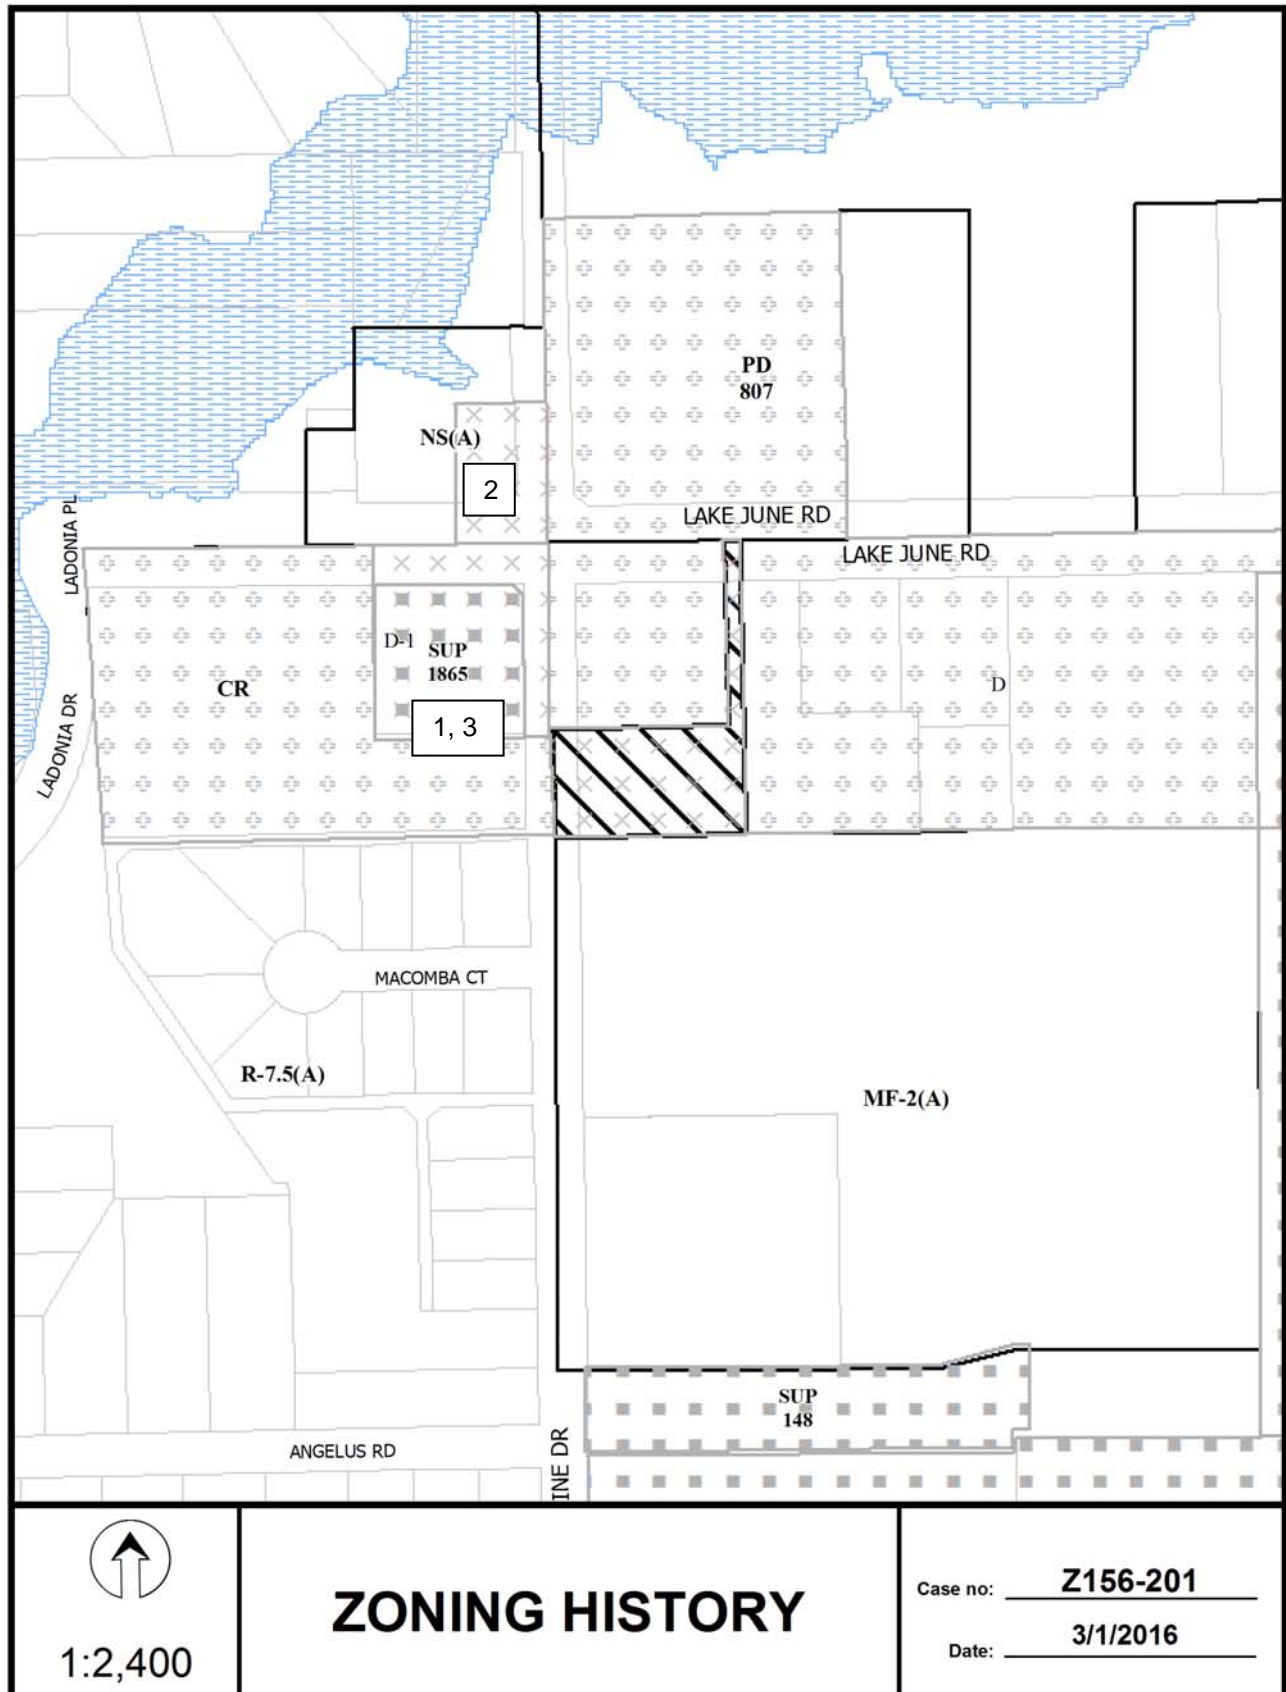 PD
807
NS(A)
2
LAKE JUNE RD
LAKE JUNE RD
LADONIA PL
D-1
SUP
1865
CR
D
1, 3
LADONIA DR
MACOMBA CT
R-7.5(A)
MF-2(A)
SUP
148
ANGELUS RD
INE DR
1:2,400
ZONING HISTORY
Case no: Z156-201
Date: 3/1/2016